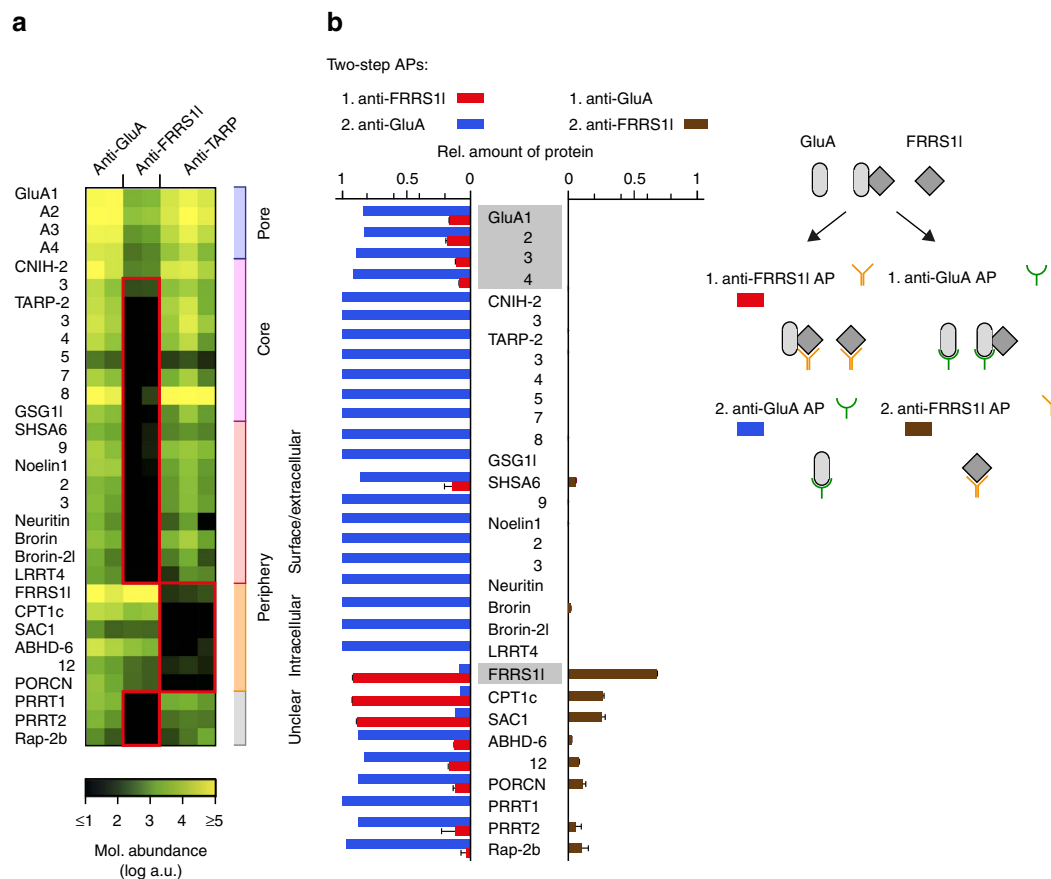 a
Anti-GluA
Anti-FRRS1l
Anti-TARP
GluA1
A2
A3
A4
CNIH-2
3
TARP-2
3
4
5
7
8
GSG1l
SHSA6
9
Noelin1
2
3
Neuritin
Brorin
Brorin-2l
LRRT4
FRRS1l
CPT1c
SAC1
ABHD-6
12
PORCN
PRRT1
PRRT2
Rap-2b
Pore
Core
Periphery
Surface/extracellular
Intracellular
Unclear
≤1 2 3 4 ≥5
Mol. abundance
(log a.u.)
b
Two-step APs:
1. anti-FRRS1l
2. anti-GluA
1. anti-GluA
2. anti-FRRS1l
Rel. amount of protein
1 0.5 0
0 0.5 1
GluA1
2
3
4
CNIH-2
3
TARP-2
3
4
5
7
8
GSG1l
SHSA6
9
Noelin1
2
3
Neuritin
Brorin
Brorin-2l
LRRT4
FRRS1l
CPT1c
SAC1
ABHD-6
12
PORCN
PRRT1
PRRT2
Rap-2b
GluA FRRS1l
1. anti-FRRS1l AP
1. anti-GluA AP
2. anti-GluA AP
2. anti-FRRS1l AP